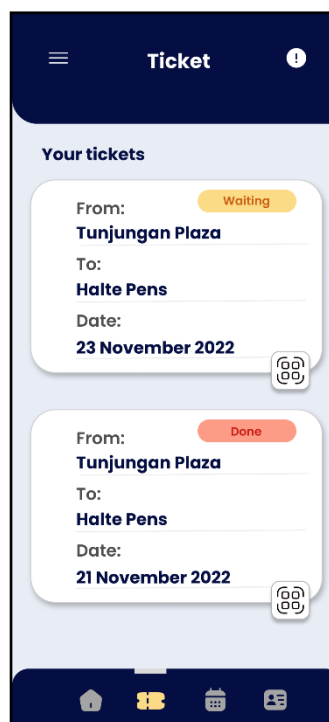 Ticket
Your tickets
Waiting
From:
Tunjungan Plaza
To:
Halte Pens
Date:
23 November 2022
Done
From:
Tunjungan Plaza
To:
Halte Pens
Date:
21 November 2022